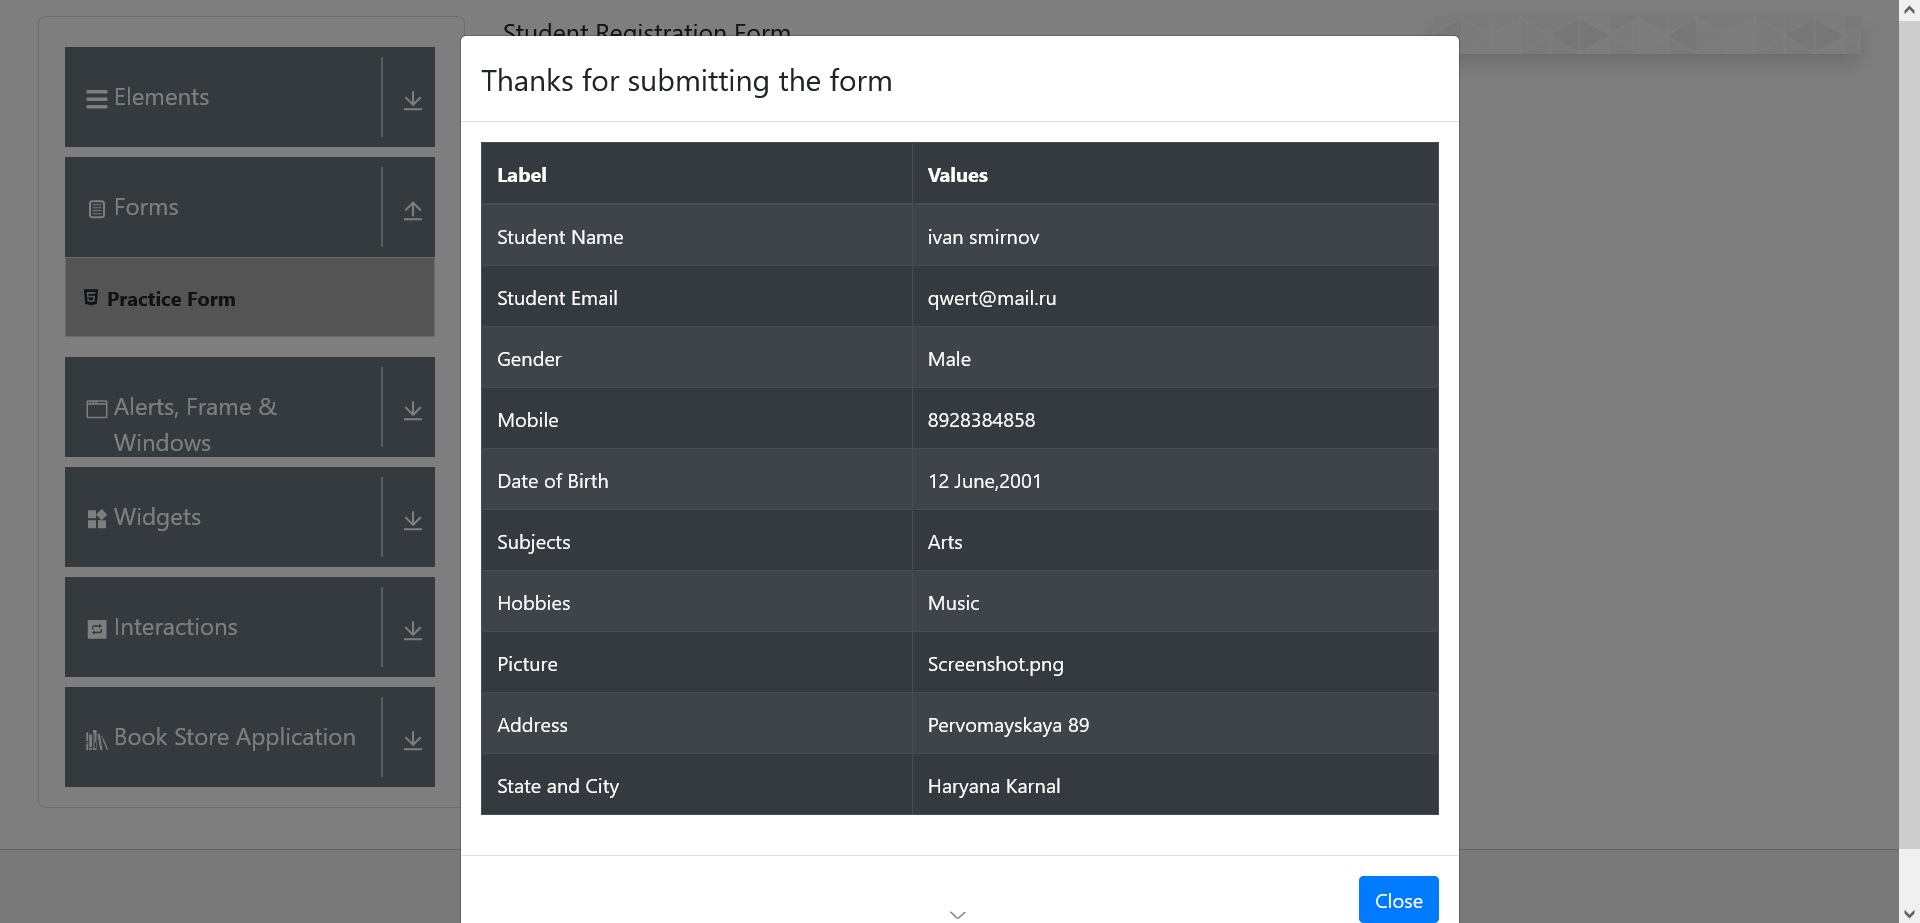 Student Registration Form
Elements
Forms
Practice Form
Alerts, Frame &
Windows
Widgets
Interactions
Book Store Application
Thanks for submitting the form
Label Values
Student Name ivan smirnov
Student Email qwert@mail.ru
Gender Male
Mobile 8928384858
Date of Birth 12 June,2001
Subjects Arts
Hobbies Music
Picture Screenshot.png
Address Pervomayskaya 89
State and City Haryana Karnal
Close